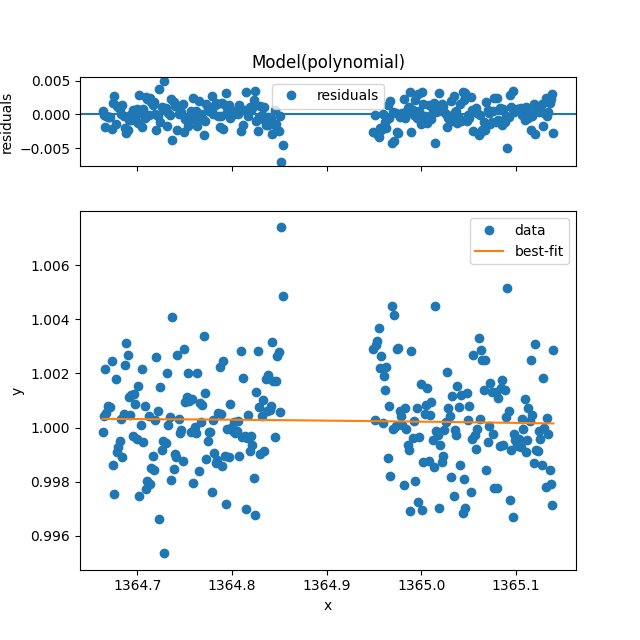 Model(polynomial)
residuals
0.005
0.000
−0.005
residuals
y
1.006
1.004
1.002
1.000
0.998
0.996
data
best-fit
1364.7 1364.8 1364.9 1365.0 1365.1
x